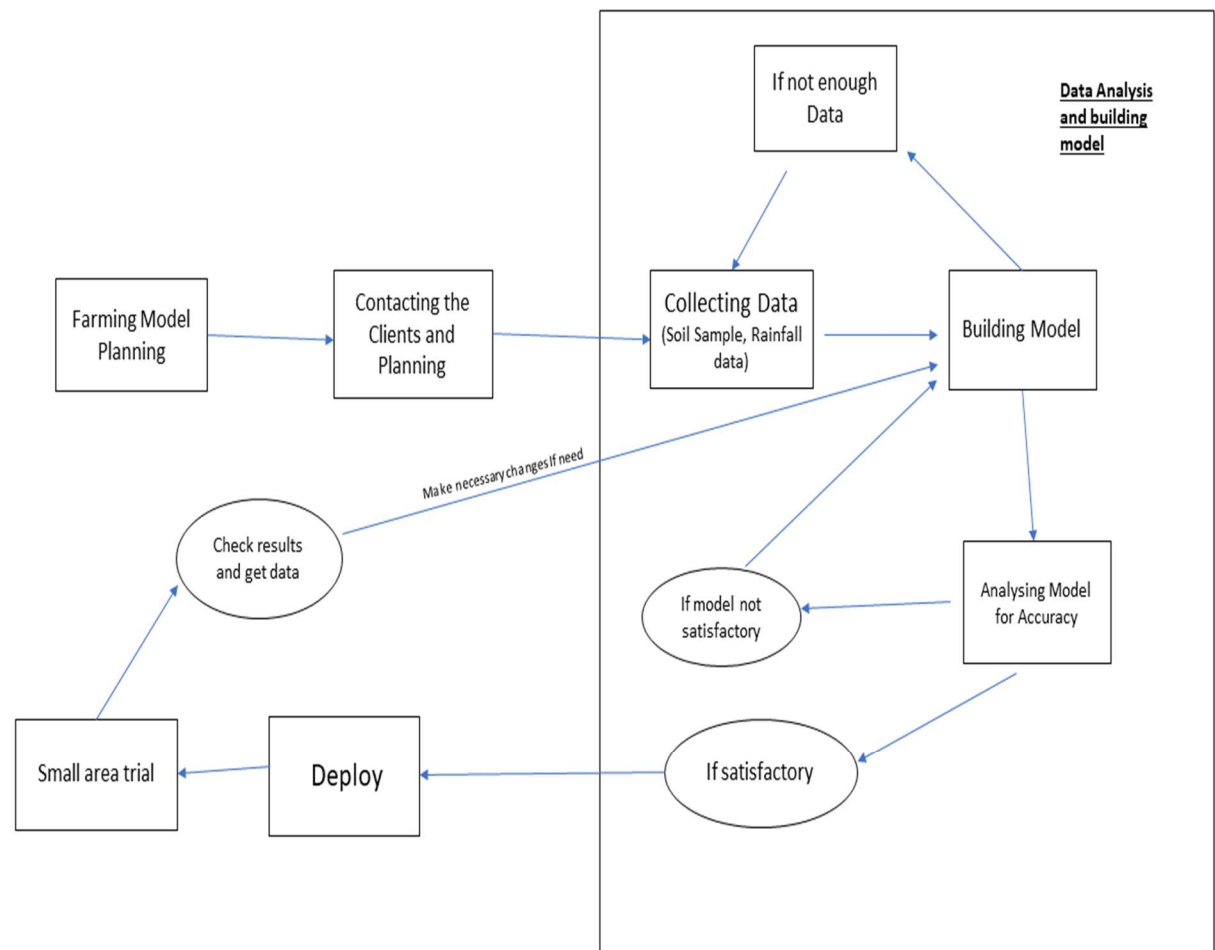 If not enough
Data
Data Analysis
and building
model
Farming Model
Planning
Contacting the
Clients and
Planning
Collecting Data
(Soil Sample, Rainfall
data)
Building Model
Make necessary changes If need
Check results
and get data
If model not
satisfactory
Analysing Model
for Accuracy
Small area trial
Deploy
If satisfactory